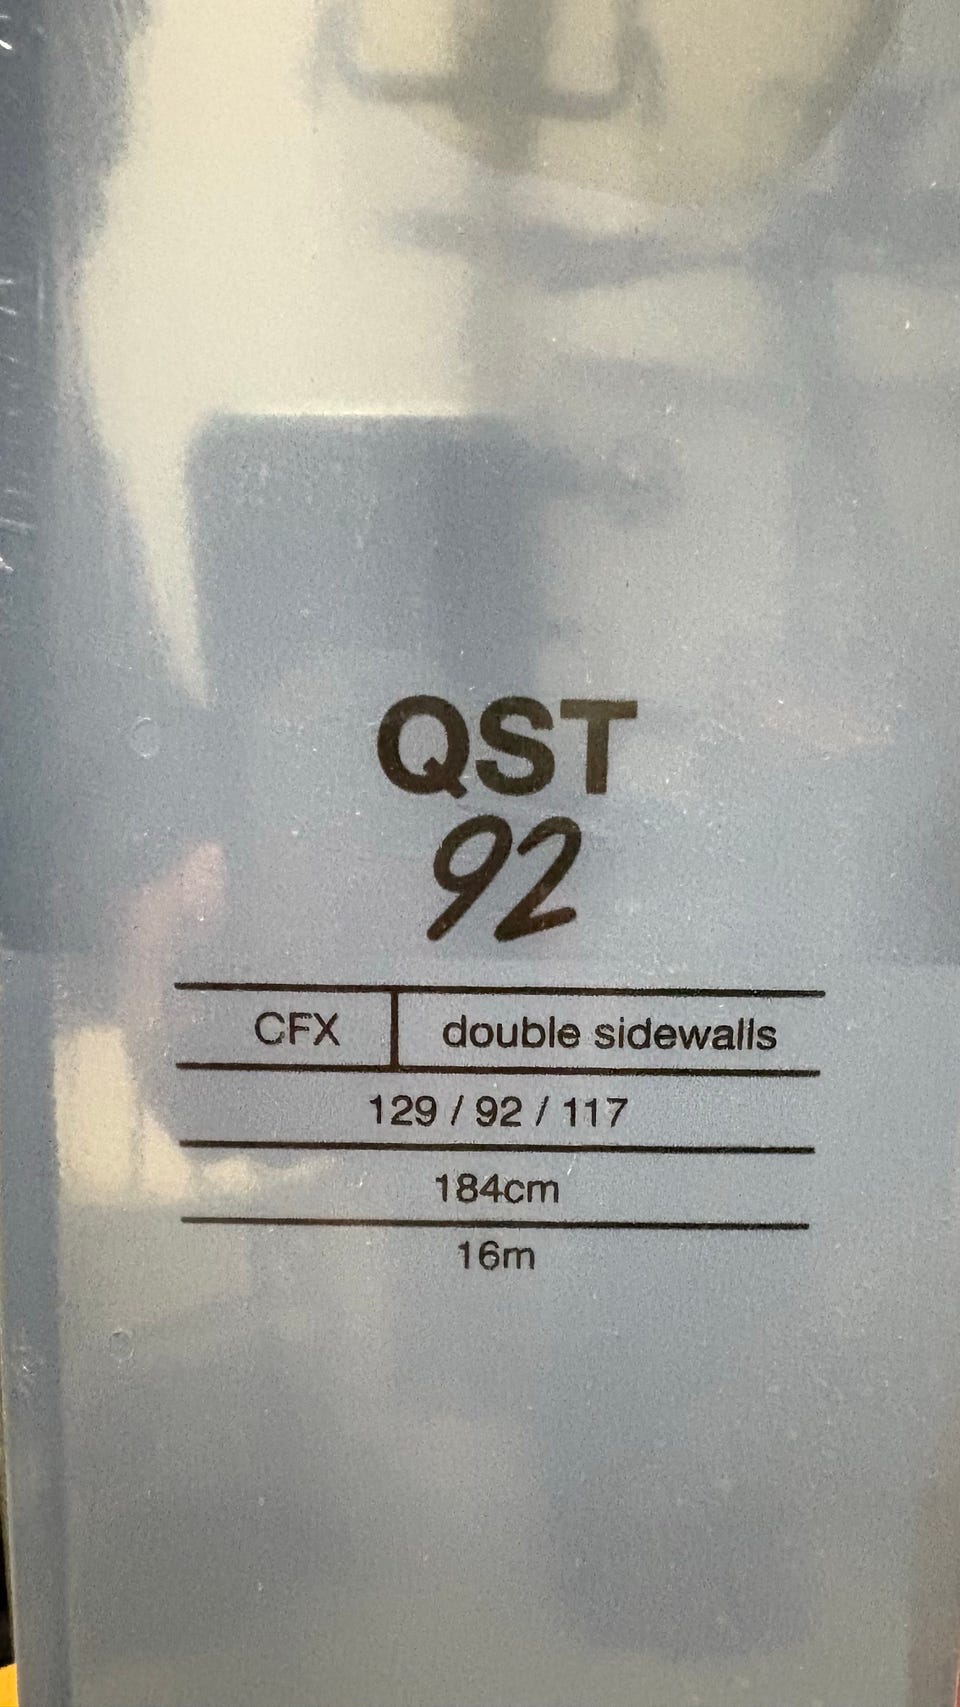 QST
92
CFX double sidewalls
129 / 92 / 117
184cm
16m